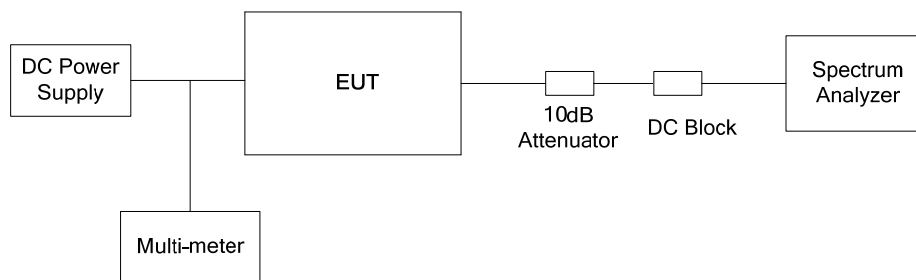 DC Power
Supply
EUT
10dB
Attenuator
DC Block
Spectrum
Analyzer
Multi-meter